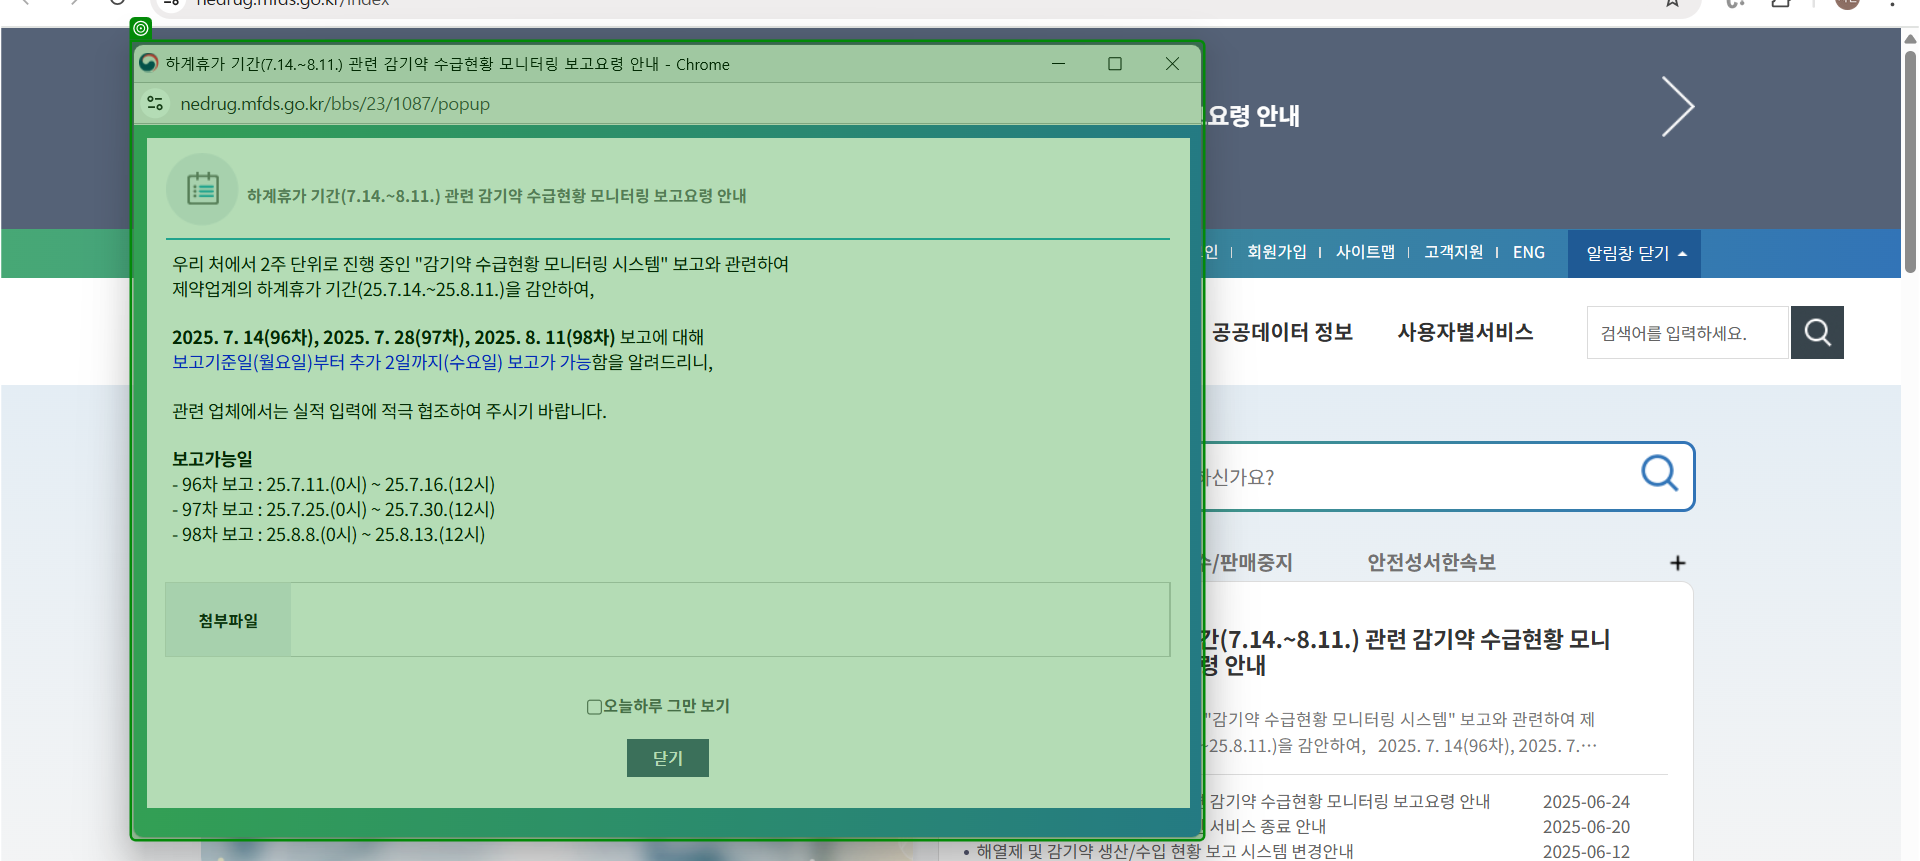 nedrug.mfds.go.kr/index
하계휴가 기간(7.14.~8.11.) 관련 감기약 수급현황 모니터링 보고요령 안내 - Chrome
nedrug.mfds.go.kr/bbs/23/1087/popup
하계휴가 기간(7.14.~8.11.) 관련 감기약 수급현황 모니터링 보고요령 안내
우리 처에서 2주 단위로 진행 중인 "감기약 수급현황 모니터링 시스템" 보고와 관련하여
제약업계의 하계휴가 기간(25.7.14.~25.8.11.)을 감안하여,
2025. 7. 14(96차), 2025. 7. 28(97차), 2025. 8. 11(98차) 보고에 대해
보고기준일(월요일)부터 추가 2일까지(수요일) 보고가 가능함을 알려드리니,
관련 업체에서는 실적 입력에 적극 협조하여 주시기 바랍니다.
보고가능일
- 96차 보고 : 25.7.11.(0시) ~ 25.7.16.(12시)
- 97차 보고 : 25.7.25.(0시) ~ 25.7.30.(12시)
- 98차 보고 : 25.8.8.(0시) ~ 25.8.13.(12시)
첨부파일
오늘하루 그만 보기
닫기
요령 안내
인 회원가입 사이트맵 고객지원 ENG 알림창 닫기
공공데이터 정보 사용자별서비스 검색어를 입력하세요.
하신가요?
수/판매중지 안전성서한속보 +
간(7.14.~8.11.) 관련 감기약 수급현황 모니
령 안내
"감기약 수급현황 모니터링 시스템" 보고와 관련하여 제
~25.8.11.)을 감안하여, 2025. 7. 14(96차), 2025. 7.···
감기약 수급현황 모니터링 보고요령 안내 2025-06-24
서비스 종료 안내 2025-06-20
• 해열제 및 감기약 생산/수입 현황 보고 시스템 변경안내 2025-06-12